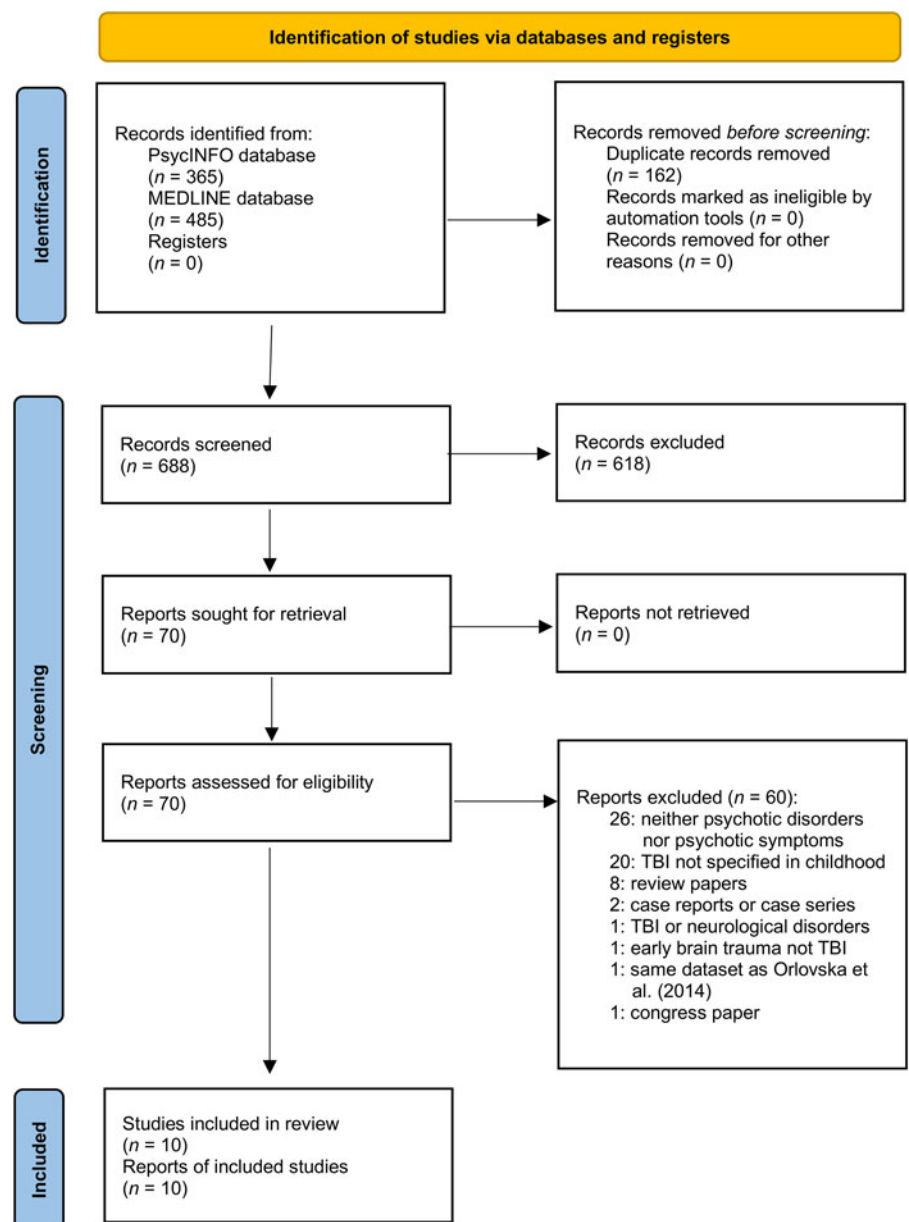 Identification of studies via databases and registers
Identification
Records identified from:
PsycINFO database
(n = 365)
MEDLINE database
(n = 485)
Registers
(n = 0)
Records removed before screening:
Duplicate records removed
(n = 162)
Records marked as ineligible by
automation tools (n = 0)
Records removed for other
reasons (n = 0)
Screening
Records screened
(n = 688)
Records excluded
(n = 618)
Reports sought for retrieval
(n = 70)
Reports not retrieved
(n = 0)
Reports assessed for eligibility
(n = 70)
Reports excluded (n = 60):
26: neither psychotic disorders
nor psychotic symptoms
20: TBI not specified in childhood
8: review papers
2: case reports or case series
1: TBI or neurological disorders
1: early brain trauma not TBI
1: same dataset as Orlovska et
al. (2014)
1: congress paper
Included
Studies included in review
(n = 10)
Reports of included studies
(n = 10)